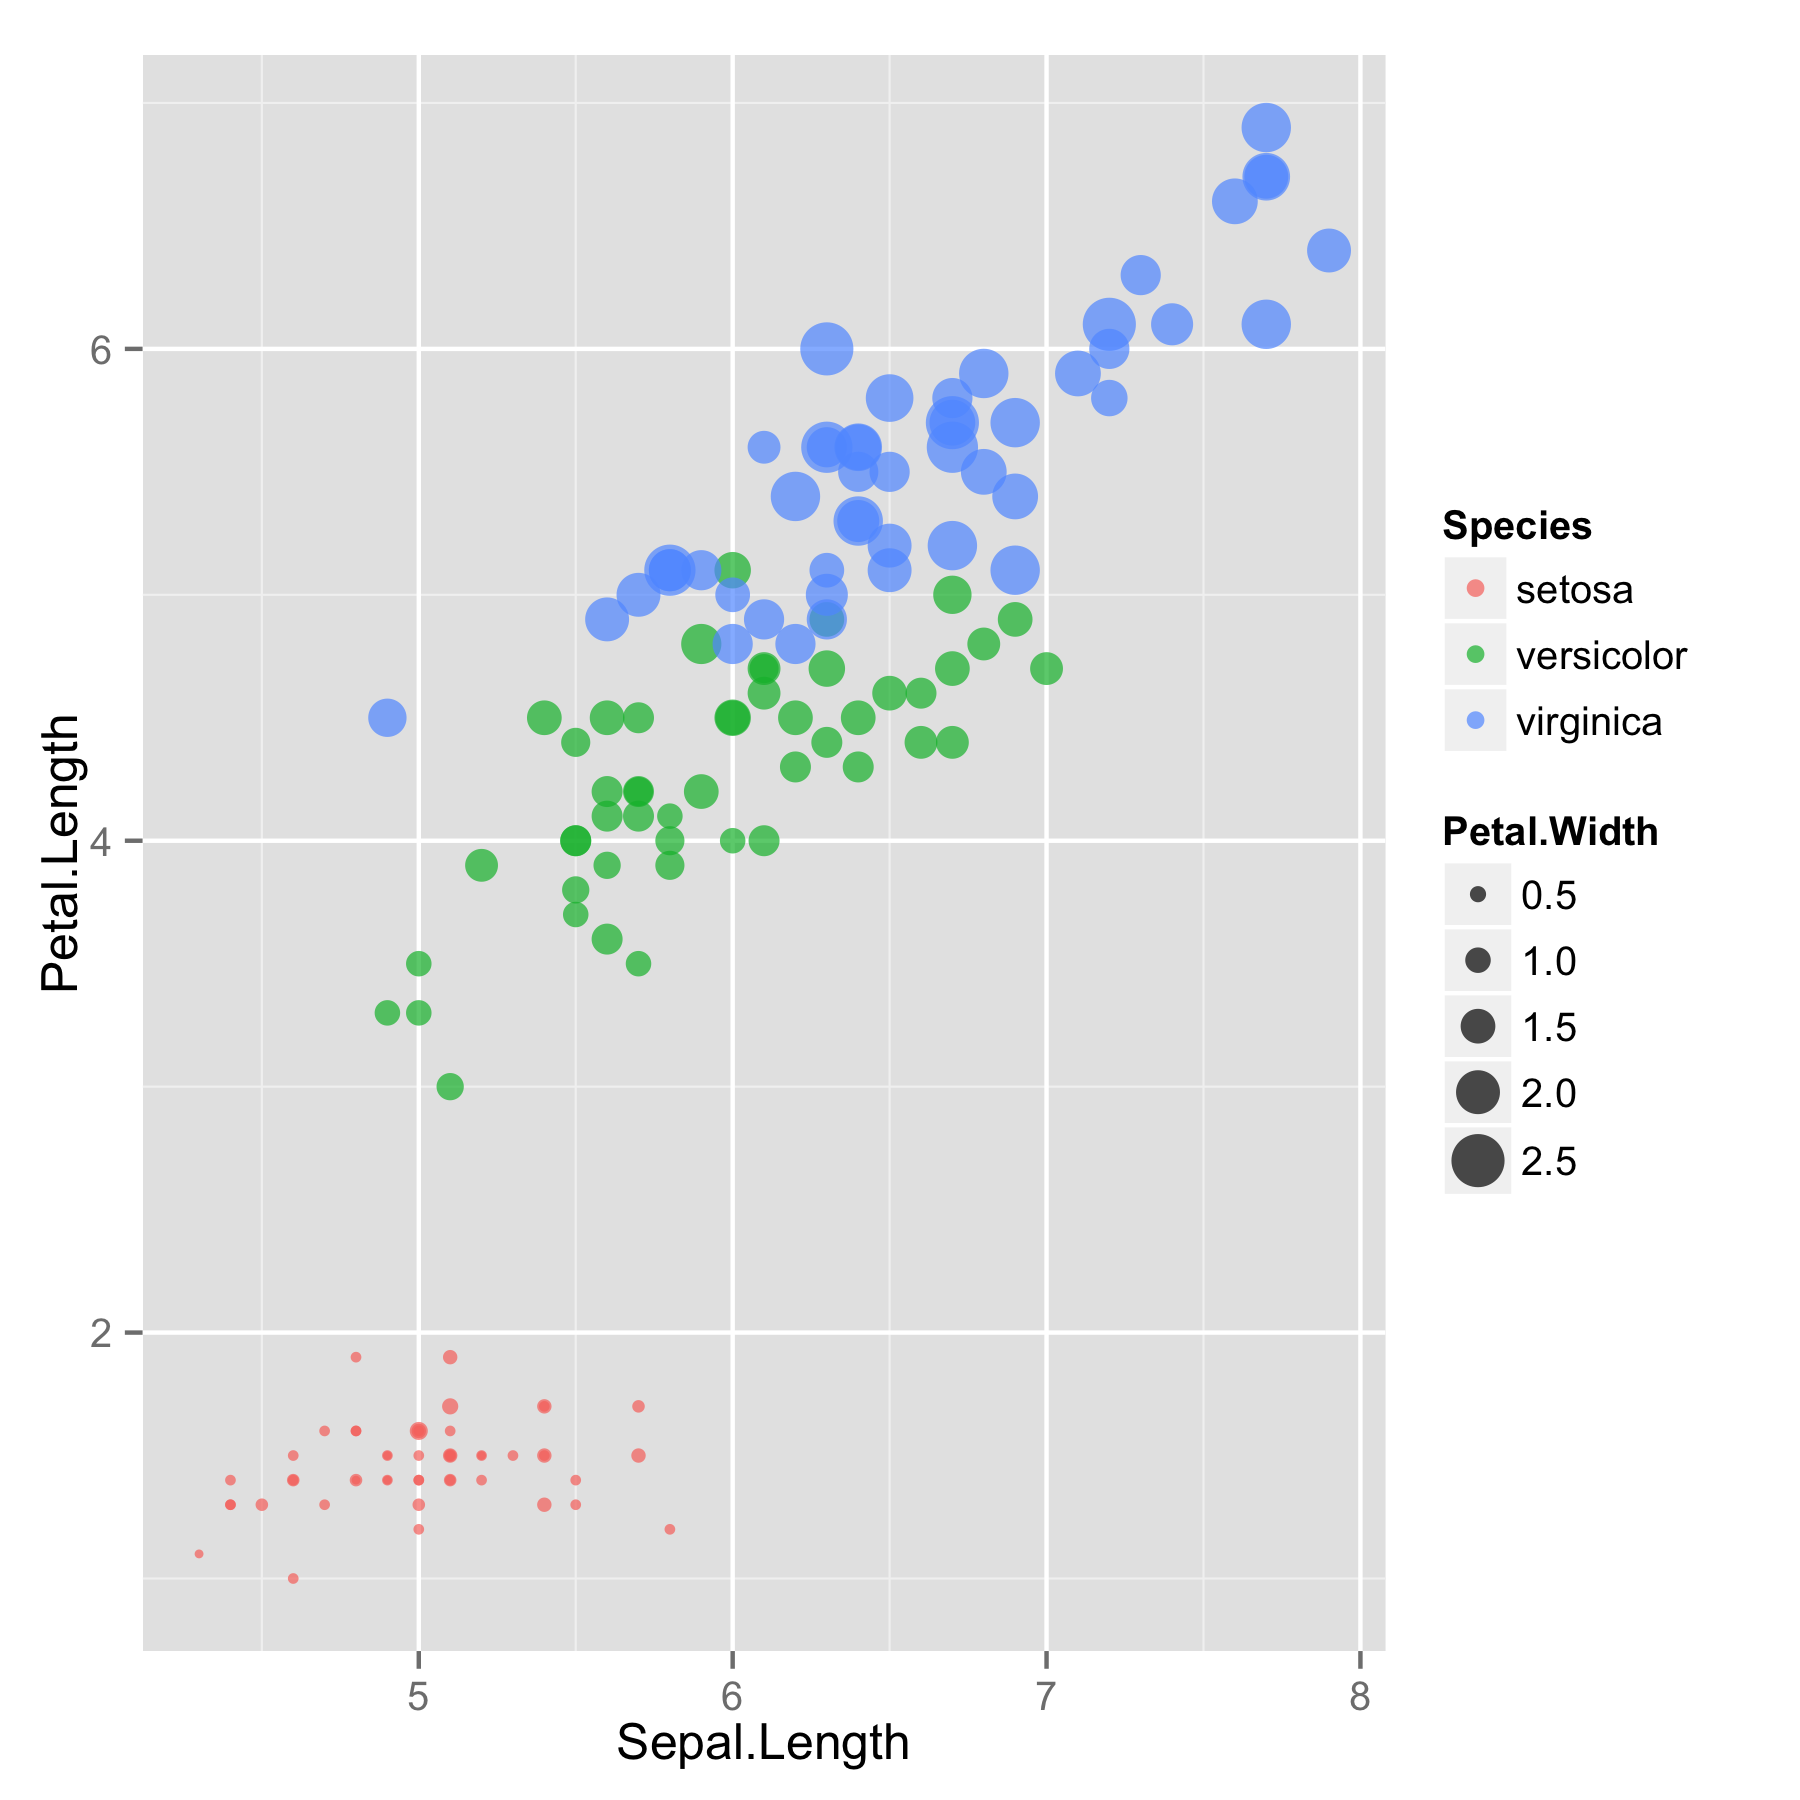 Petal.Length
6
4
2
5 6 7 8
Sepal.Length
Species
setosa
versicolor
virginica
Petal.Width
0.5
1.0
1.5
2.0
2.5